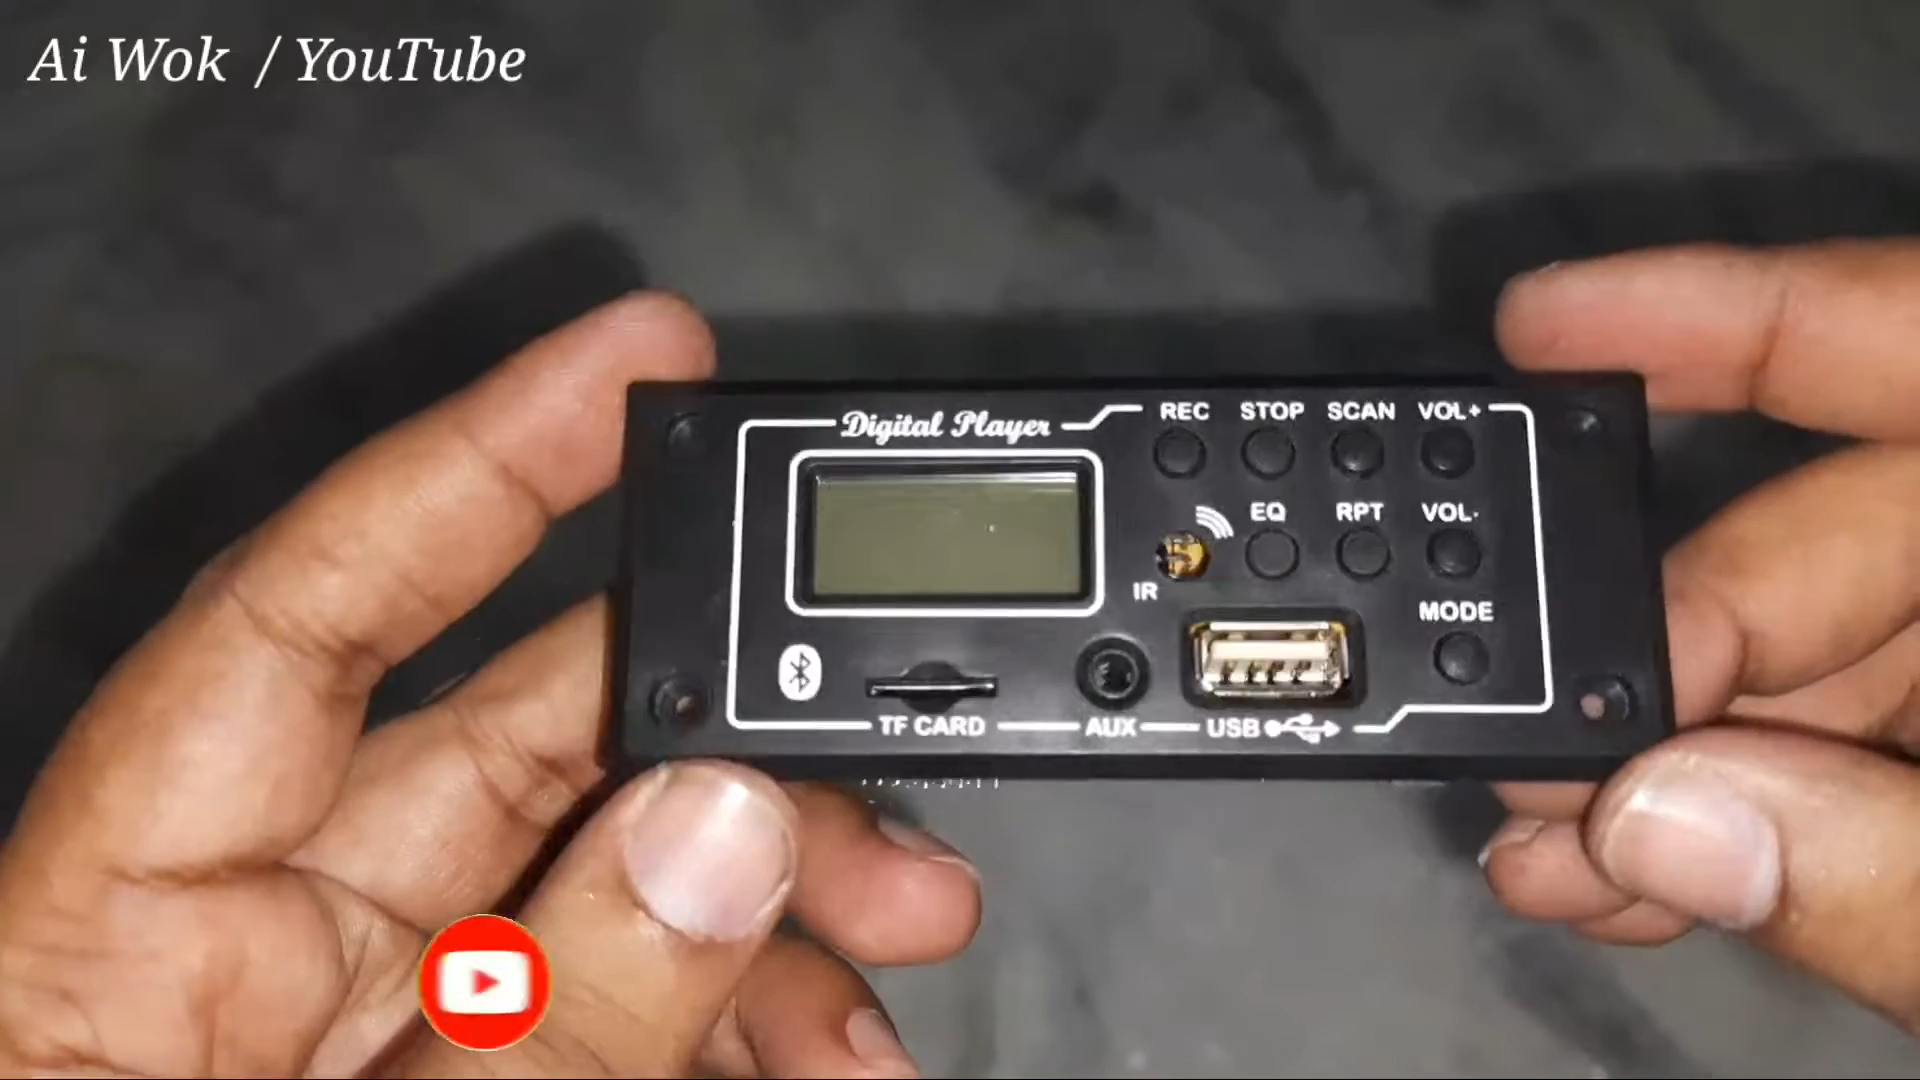 Ai Wok / YouTube
Digital Player
REC STOP SCAN VOL+
EQ RPT VOL-
IR
MODE
TF CARD AUX USB